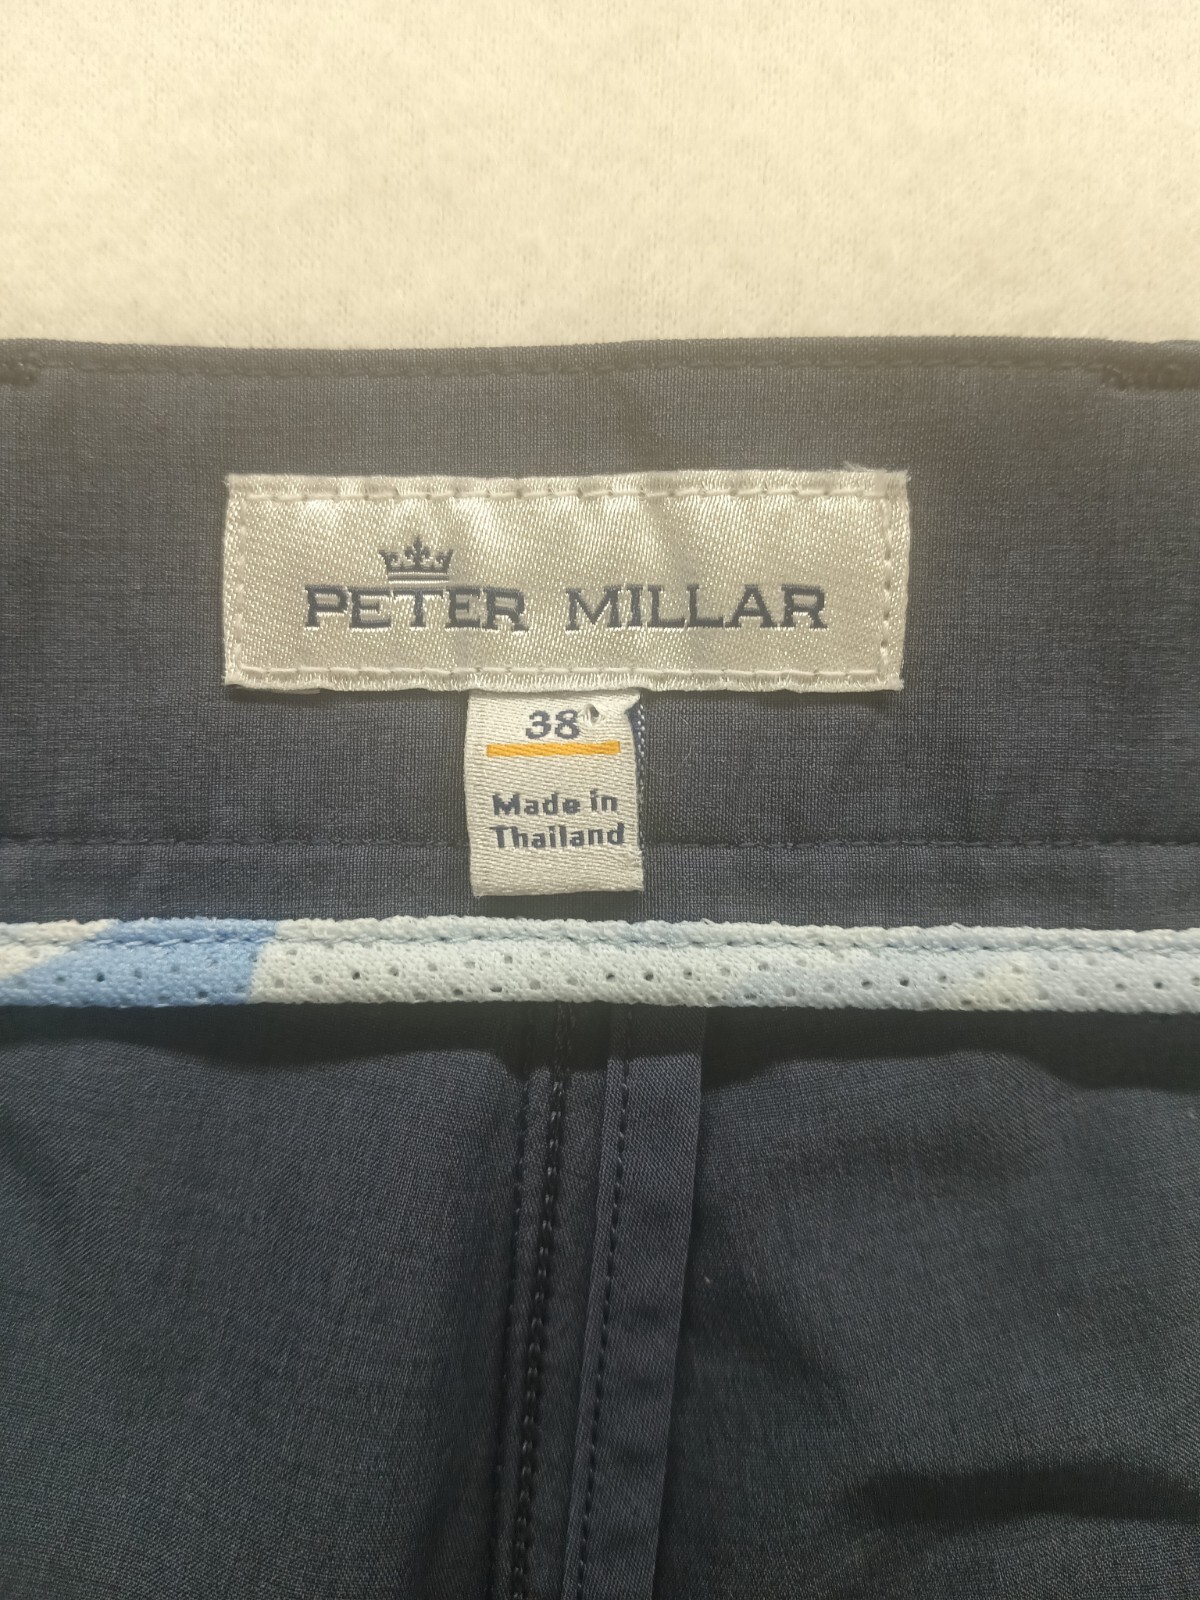 PETER MILLAR
38
Made in
Thailand